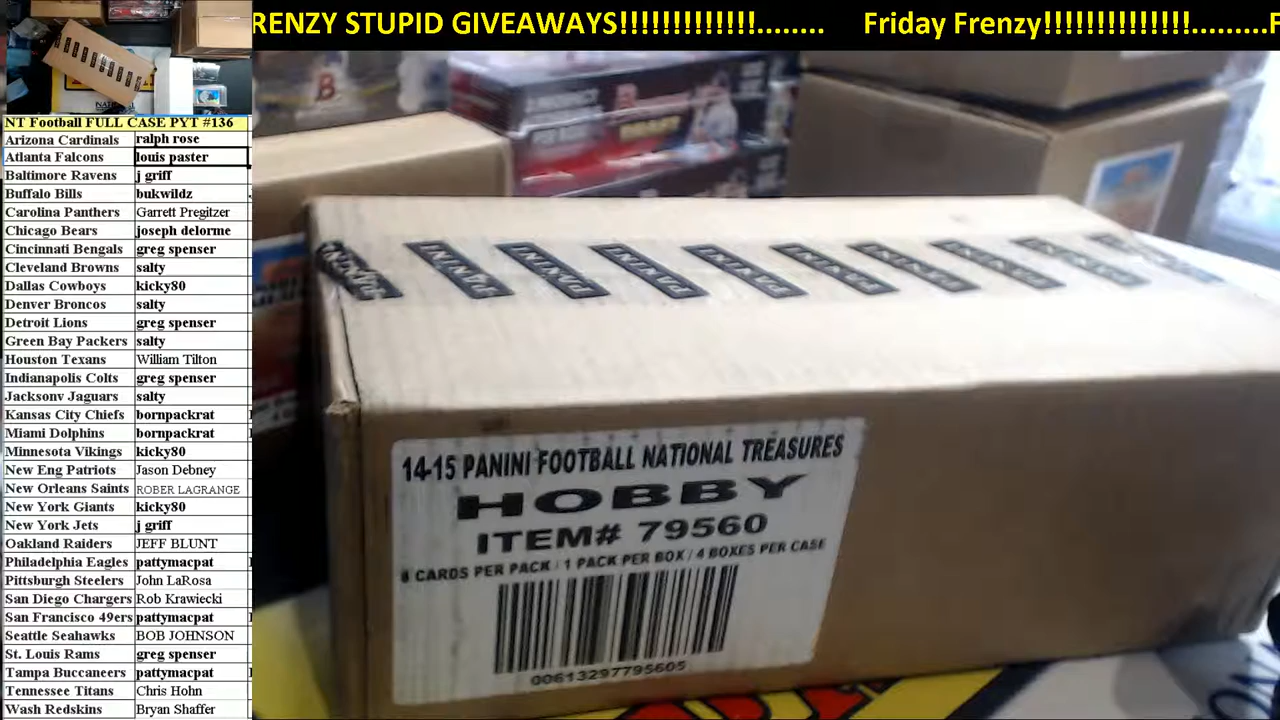 RENZY STUPID GIVEAWAYS!!!!!!!!!!!!!........ Friday Frenzy!!!!!!!!!!!!!!.........F
NT Football FULL CASE PYT #136
Arizona Cardinals ralph rose
Atlanta Falcons louis paster
Baltimore Ravens j griff
Buffalo Bills bukwildz
Carolina Panthers Garrett Pregitzer
Chicago Bears joseph delorme
Cincinnati Bengals greg spenser
Cleveland Browns salty
Dallas Cowboys kicky80
Denver Broncos salty
Detroit Lions greg spenser
Green Bay Packers salty
Houston Texans William Tilton
Indianapolis Colts greg spenser
Jacksonv Jaguars salty
Kansas City Chiefs bornpackrat
Miami Dolphins bornpackrat
Minnesota Vikings kicky80
New Eng Patriots Jason Debney
New Orleans Saints ROBER LAGRANGE
New York Giants kicky80
New York Jets j griff
Oakland Raiders JEFF BLUNT
Philadelphia Eagles pattymacpat
Pittsburgh Steelers John LaRosa
San Diego Chargers Rob Krawiecki
San Francisco 49ers pattymacpat
Seattle Seahawks BOB JOHNSON
St. Louis Rams greg spenser
Tampa Buccaneers pattymacpat
Tennessee Titans Chris Hohn
Wash Redskins Bryan Shaffer
Bowman
DRAFT
PANINI PANINI PANINI PANINI PANINI PANINI PANINI PANINI PANINI
14-15 PANINI FOOTBALL NATIONAL TREASURES
HOBBY
ITEM# 79560
8 CARDS PER PACK / 1 PACK PER BOX / 4 BOXES PER CASE
00613297795605